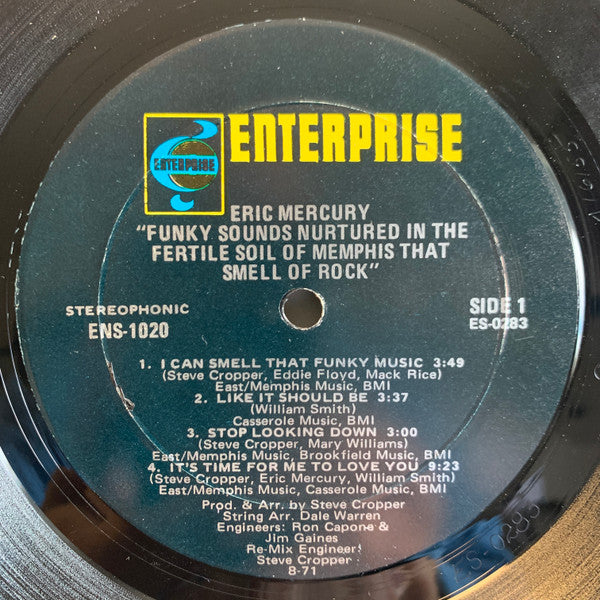 ENTERPRISE
ENTERPRISE
ERIC MERCURY
"FUNKY SOUNDS NURTURED IN THE
FERTILE SOIL OF MEMPHIS THAT
SMELL OF ROCK"
STEREOPHONIC
ENS-1020
SIDE 1
ES-0283
1. I CAN SMELL THAT FUNKY MUSIC 3:49
(Steve Cropper, Eddie Floyd, Mack Rice)
East/Memphis Music, BMI
2. LIKE IT SHOULD BE 3:37
(William Smith)
Casserole Music, BMI
3. STOP LOOKING DOWN 3:00
(Steve Cropper, Mary Williams)
East/Memphis Music, Brookfield Music, BMI
4. IT'S TIME FOR ME TO LOVE YOU 9:23
(Steve Cropper, Eric Mercury, William Smith)
East/Memphis Music, Casserole Music, BMI
Prod. & Arr. by Steve Cropper
String Arr. Dale Warren
Engineers: Ron Capone &
Jim Gaines
Re-Mix Engineer:
Steve Cropper
8-71
ES-0283